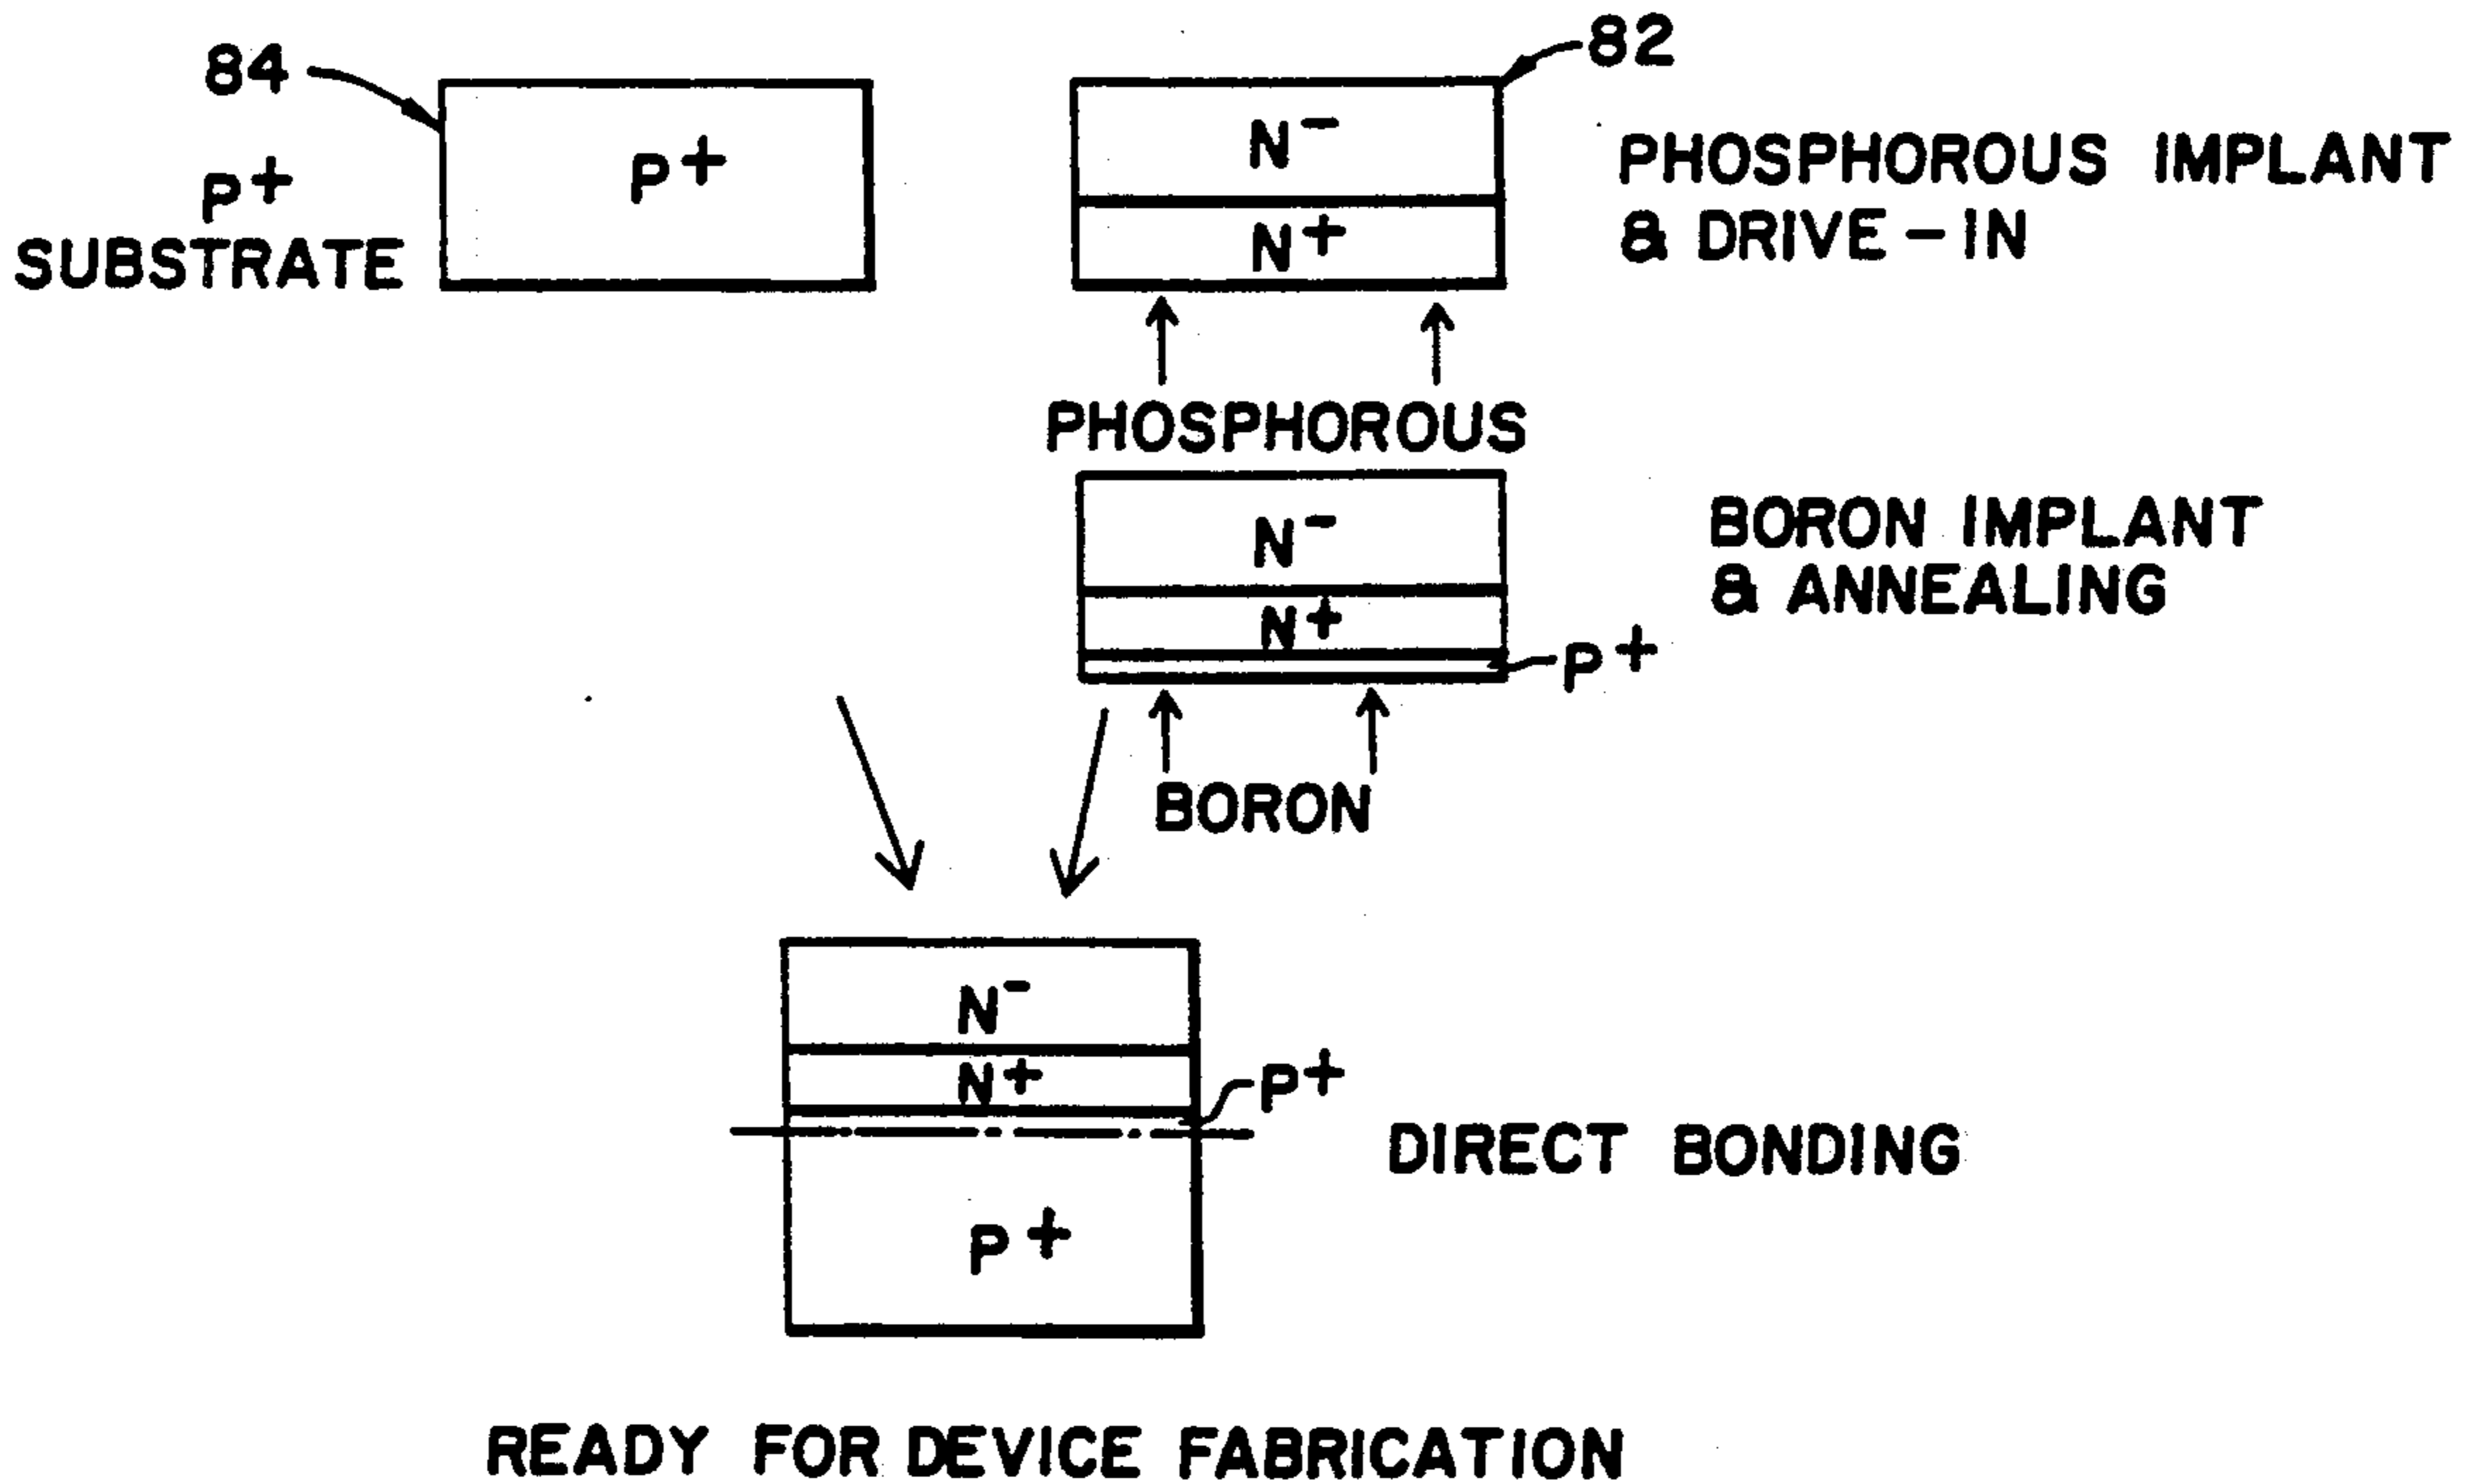 84
P+
SUBSTRATE
P+
82
N-
N+
PHOSPHOROUS IMPLANT
& DRIVE-IN
PHOSPHOROUS
N-
N+
P+
BORON IMPLANT
& ANNEALING
BORON
N-
N+
P+
DIRECT BONDING
P+
READY FOR DEVICE FABRICATION